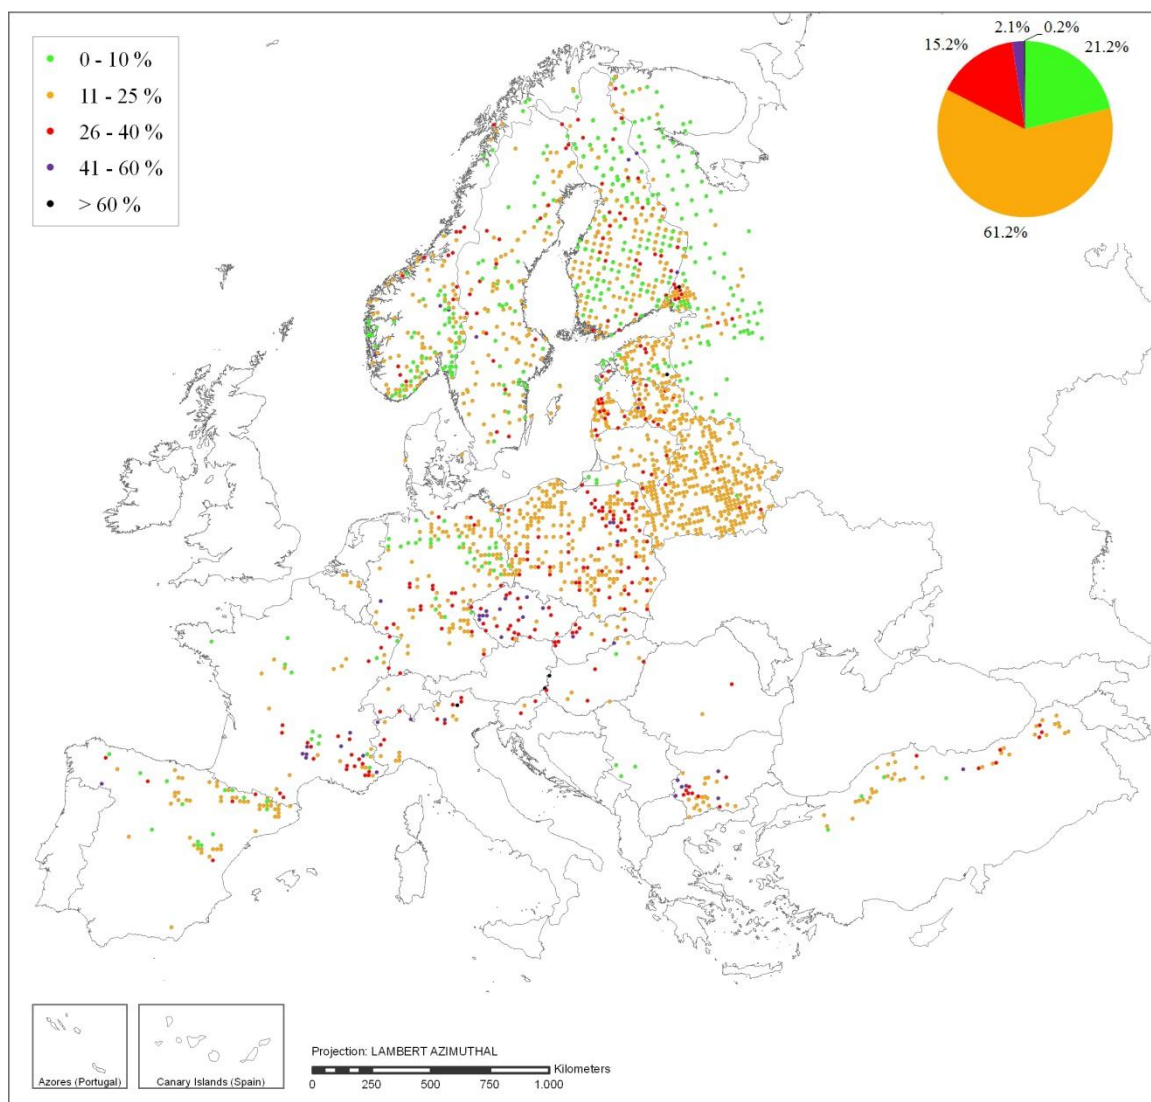 0 - 10 %
11 - 25 %
26 - 40 %
41 - 60 %
> 60 %
2.1%
0.2%
15.2%
21.2%
61.2%
Projection: LAMBERT AZIMUTHAL
Kilometers
0 250 500 750 1.000
Azores (Portugal)
Canary Islands (Spain)